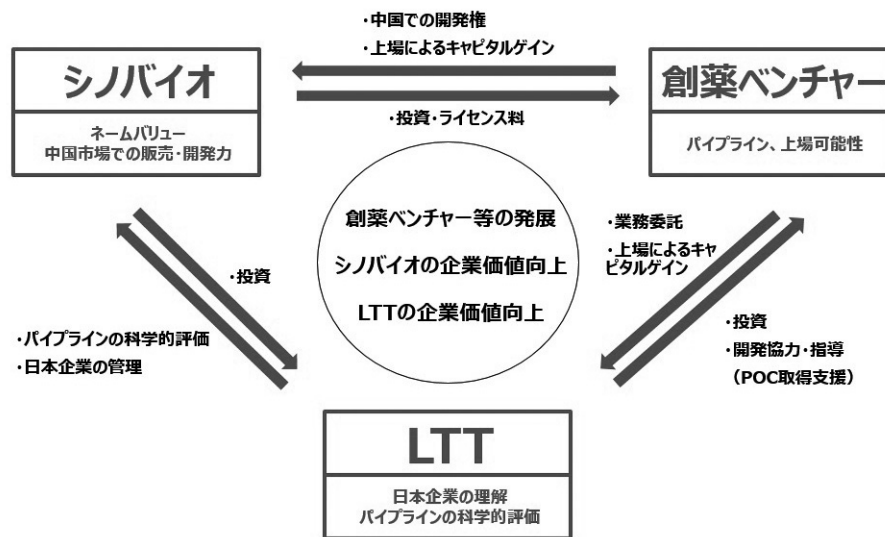 ・中国での開発権
・上場によるキャピタルゲイン
シノバイオ
ネームバリュー
中国市場での販売・開発力
創薬ベンチャー
パイプライン、上場可能性
・投資・ライセンス料
創薬ベンチャー等の発展
シノバイオの企業価値向上
LTTの企業価値向上
・業務委託
・上場によるキャ
ピタルゲイン
・投資
・パイプラインの科学的評価
・日本企業の管理
・投資
・開発協力・指導
（POC取得支援）
LTT
日本企業の理解
パイプラインの科学的評価